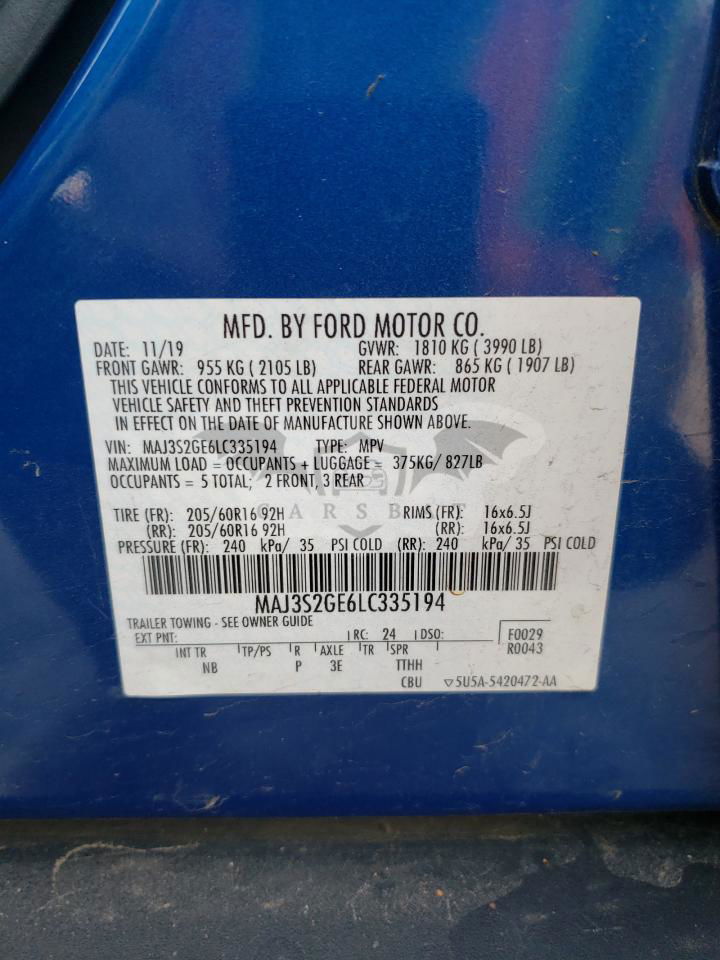 MFD. BY FORD MOTOR CO.
DATE: 11/19 GVWR: 1810 KG ( 3990 LB)
FRONT GAWR: 955 KG ( 2105 LB) REAR GAWR: 865 KG ( 1907 LB)
THIS VEHICLE CONFORMS TO ALL APPLICABLE FEDERAL MOTOR
VEHICLE SAFETY AND THEFT PREVENTION STANDARDS
IN EFFECT ON THE DATE OF MANUFACTURE SHOWN ABOVE.
VIN: MAJ3S2GE6LC335194 TYPE: MPV
MAXIMUM LOAD = OCCUPANTS + LUGGAGE = 375KG/ 827LB
OCCUPANTS = 5 TOTAL; 2 FRONT, 3 REAR
TIRE (FR): 205/60R16 92H RIMS (FR): 16x6.5J
(RR): 205/60R16 92H (RR): 16x6.5J
PRESSURE (FR): 240 kPa/ 35 PSI COLD (RR): 240 kPa/ 35 PSI COLD
MAJ3S2GE6LC335194
TRAILER TOWING - SEE OWNER GUIDE
EXT PNT: RC: 24 DSO: F0029
R0043
INT TR TP/PS R AXLE TR SPR
NB P 3E TTHH
CBU 5U5A-5420472-AA